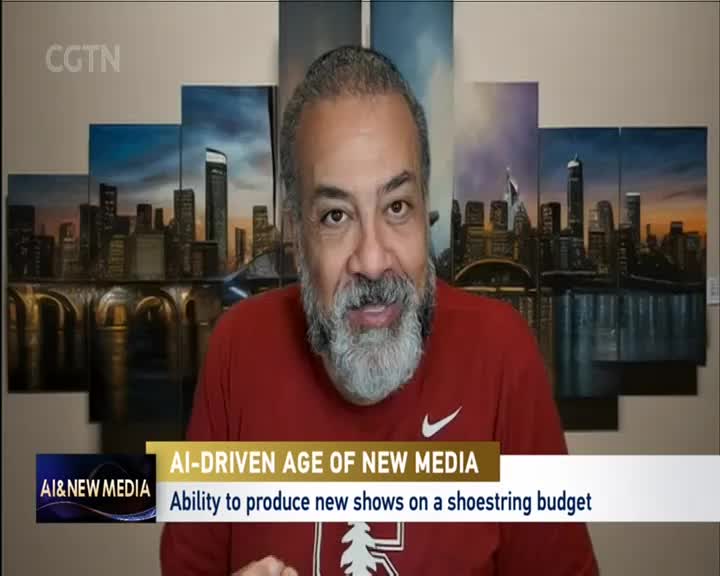 CGTN
AI-DRIVEN AGE OF NEW MEDIA
AI&NEW MEDIA
Ability to produce new shows on a shoestring budget